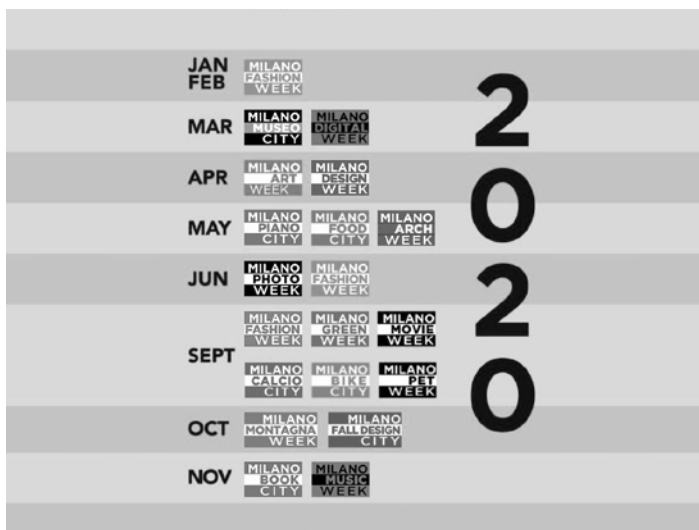 JAN
FEB
MILANO
FASHION
WEEK
MAR
MILANO
MUSEO
CITY
MILANO
DIGITAL
WEEK
APR
MILANO
ART
WEEK
MILANO
DESIGN
WEEK
MAY
MILANO
PIANO
CITY
MILANO
FOOD
CITY
MILANO
ARCH
WEEK
JUN
MILANO
PHOTO
WEEK
MILANO
FASHION
WEEK
SEPT
MILANO
FASHION
WEEK
MILANO
GREEN
WEEK
MILANO
MOVIE
WEEK
MILANO
CALCIO
CITY
MILANO
BIKE
CITY
MILANO
PET
WEEK
OCT
MILANO
MONTAGNA
WEEK
MILANO
FALL DESIGN
CITY
NOV
MILANO
BOOK
CITY
MILANO
MUSIC
WEEK
2
0
2
0